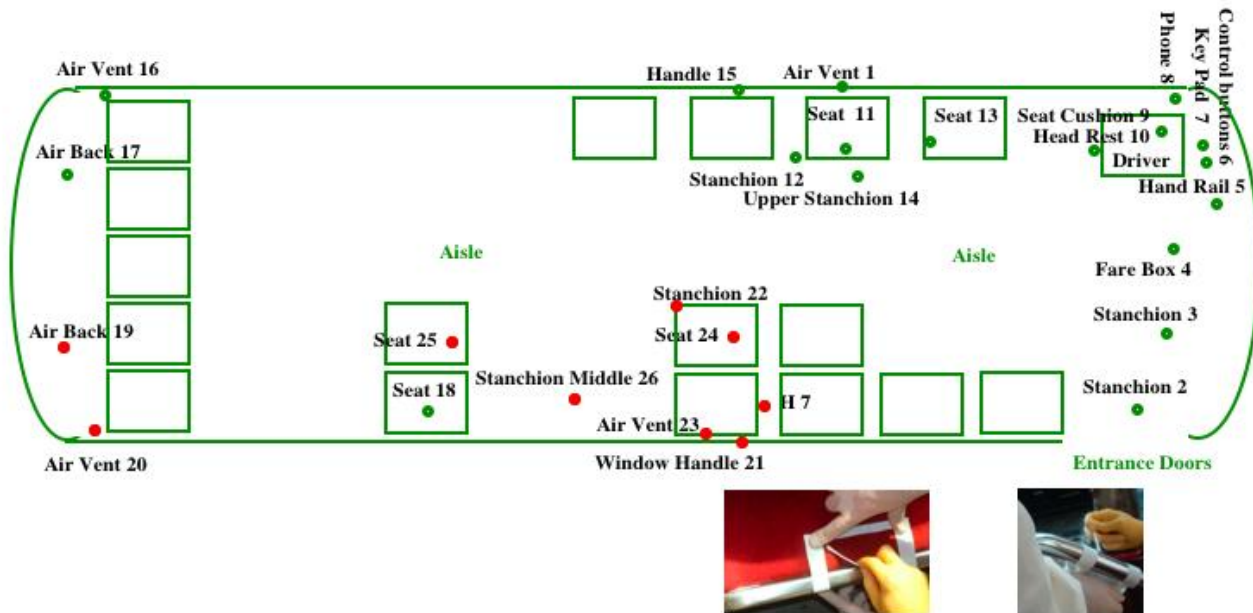 Control buttons 6
Key Pad 7
Phone 8
Air Vent 16
Handle 15
Air Vent 1
Seat 11
Seat 13
Seat Cushion 9
Head Rest 10
Driver
Air Back 17
Stanchion 12
Upper Stanchion 14
Hand Rail 5
Aisle
Aisle
Fare Box 4
Stanchion 22
Stanchion 3
Air Back 19
Seat 25
Seat 24
Stanchion Middle 26
Seat 18
H 7
Stanchion 2
Air Vent 23
Air Vent 20
Window Handle 21
Entrance Doors